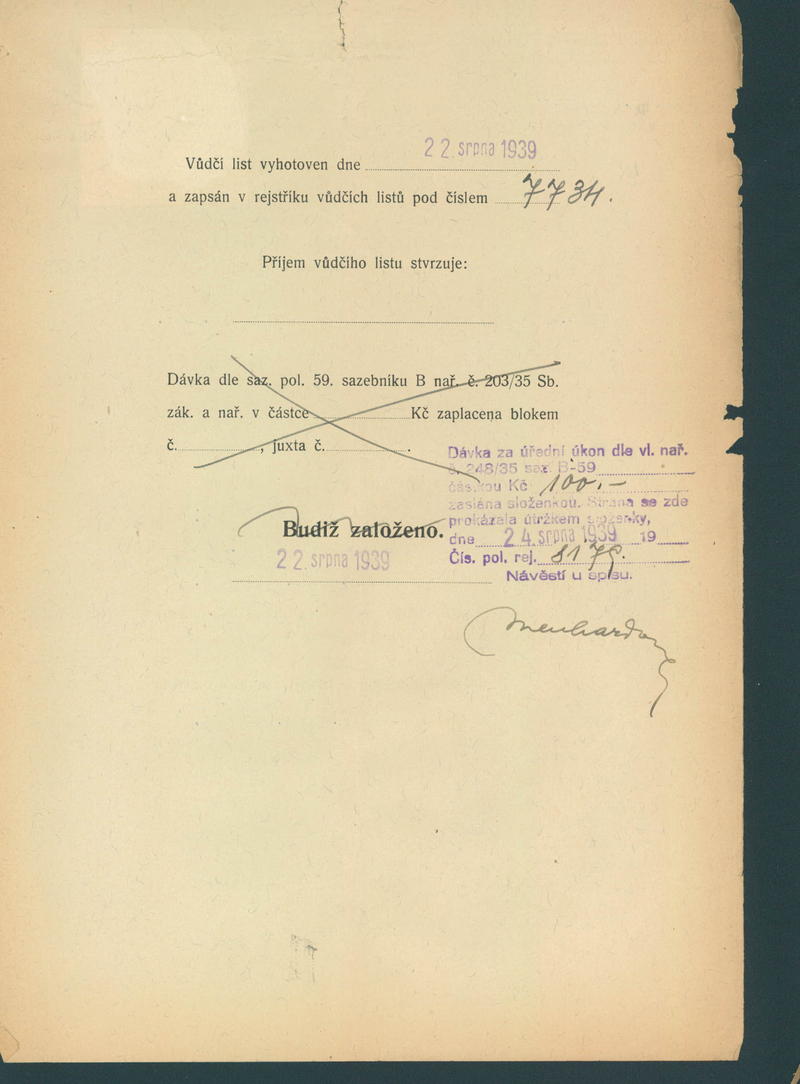 Vůdčí list vyhotoven dne 22. srpna 1939
a zapsán v rejstříku vůdčích listů pod číslem 7734.
Příjem vůdčího listu stvrzuje:
Dávka dle saz. pol. 59. sazebníku B nař. č. 203/35 Sb.
zák. a nař. v částce Kč zaplacena blokem
č. , juxta č. .
Dávka za úřední úkon dle vl. nař.
č. 248/35 saz. B-59
částkou Kč 100.-
zaslána složenkou. Strana se zde
prokázala útržkem složenky,
dne 24. srpna 1939 19
Čís. pol. rej.
Návěstí u spisu.
Budiž založeno.
22. srpna 1939